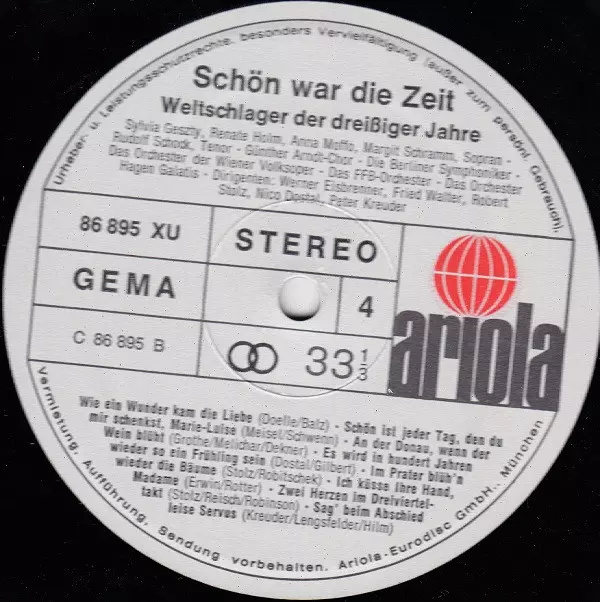 Urheber- u. Leistungsschutzrechte, besonders Vervielfältigung (außer zum persönl. Gebrauch),
Schön war die Zeit
Weltschlager der dreißiger Jahre
Sylvia Geszty, Renate Holm, Anna Moffo, Margit Schramm, Sopran -
Rudolf Schock, Tenor - Günther Arndt-Chor - Die Berliner Symphoniker -
Das Orchester der Wiener Volksoper - Das FFB-Orchester - Das Orchester
Hagen Galatis - Dirigenten: Werner Eisbrenner, Fried Walter, Robert
Stolz, Nico Dostal, Peter Kreuder
86 895 XU
STEREO
GEMA
4
C 86 895 B
33 1/3
ariola
Wie ein Wunder kam die Liebe (Doelle/Balz) - Schön ist jeder Tag, den du
mir schenkst, Marie-Luise (Meisel/Schwenn) - An der Donau, wenn der
Wein blüht (Grothe/Melichar/Dekner) - Es wird in hundert Jahren
wieder so ein Frühling sein (Dostal/Gilbert) - Im Prater blüh'n
wieder die Bäume (Stolz/Robitschek) - Ich küsse Ihre Hand,
Madame (Erwin/Rotter) - Zwei Herzen im Dreiviertel-
takt (Stolz/Reisch/Robinson) - Sag' beim Abschied
leise Servus (Kreuder/Lengsfelder/Hilm)
Vermietung, Aufführung, Sendung vorbehalten. Ariola-Eurodisc GmbH., München